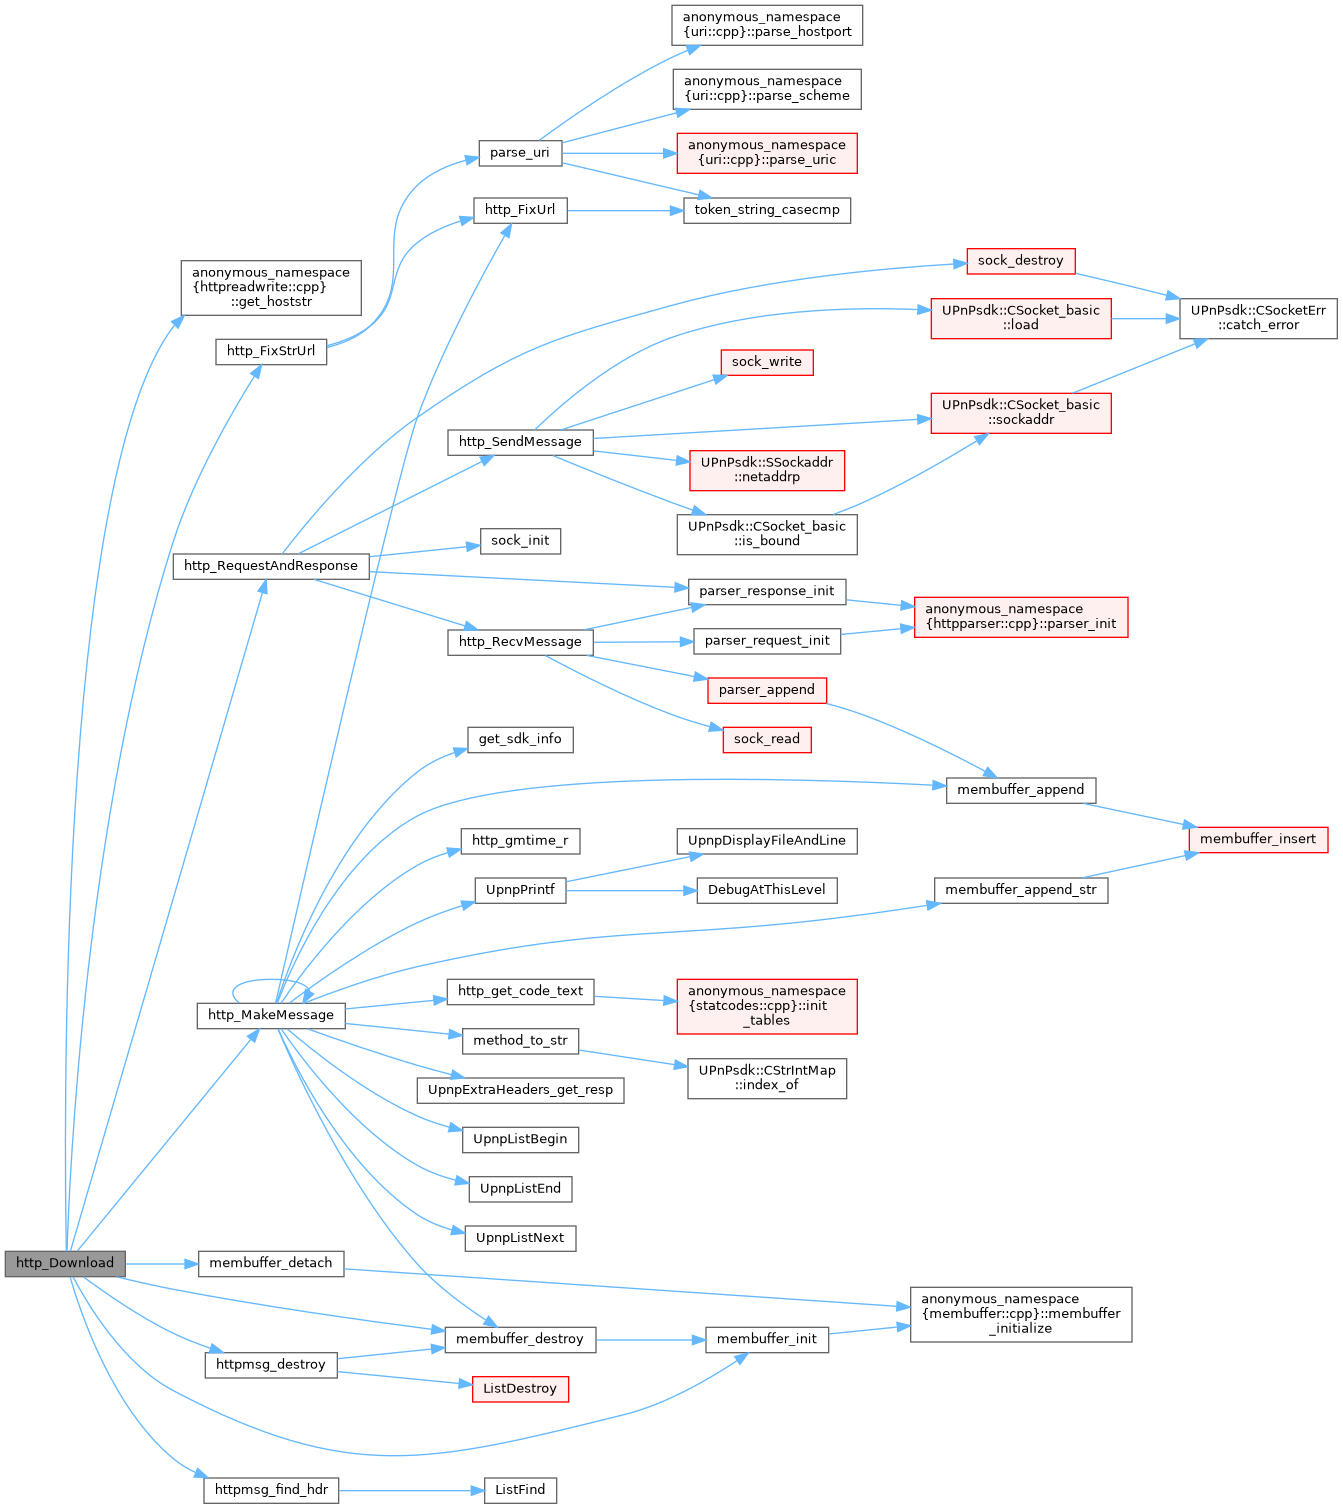 anonymous_namespace
{uri::cpp}::parse_hostport
anonymous_namespace
{uri::cpp}::parse_scheme
parse_uri
anonymous_namespace
{uri::cpp}::parse_uric
http_FixUrl
token_string_casecmp
anonymous_namespace
{httpreadwrite::cpp}
::get_hoststr
sock_destroy
UPnPsdk::CSocket_basic
::load
UPnPsdk::CSocketErr
::catch_error
http_FixStrUrl
sock_write
UPnPsdk::CSocket_basic
::sockaddr
http_SendMessage
UPnPsdk::SSockaddr
::netaddrp
UPnPsdk::CSocket_basic
::is_bound
sock_init
http_RequestAndResponse
parser_response_init
anonymous_namespace
{httpparser::cpp}::parser_init
http_RecvMessage
parser_request_init
parser_append
get_sdk_info
sock_read
membuffer_append
http_gmtime_r
UpnpDisplayFileAndLine
membuffer_insert
UpnpPrintf
DebugAtThisLevel
membuffer_append_str
http_get_code_text
anonymous_namespace
{statcodes::cpp}::init
_tables
http_MakeMessage
method_to_str
UPnPsdk::CStrIntMap
::index_of
UpnpExtraHeaders_get_resp
UpnpListBegin
UpnpListEnd
UpnpListNext
http_Download
membuffer_detach
anonymous_namespace
{membuffer::cpp}::membuffer
_initialize
membuffer_destroy
membuffer_init
httpmsg_destroy
ListDestroy
httpmsg_find_hdr
ListFind